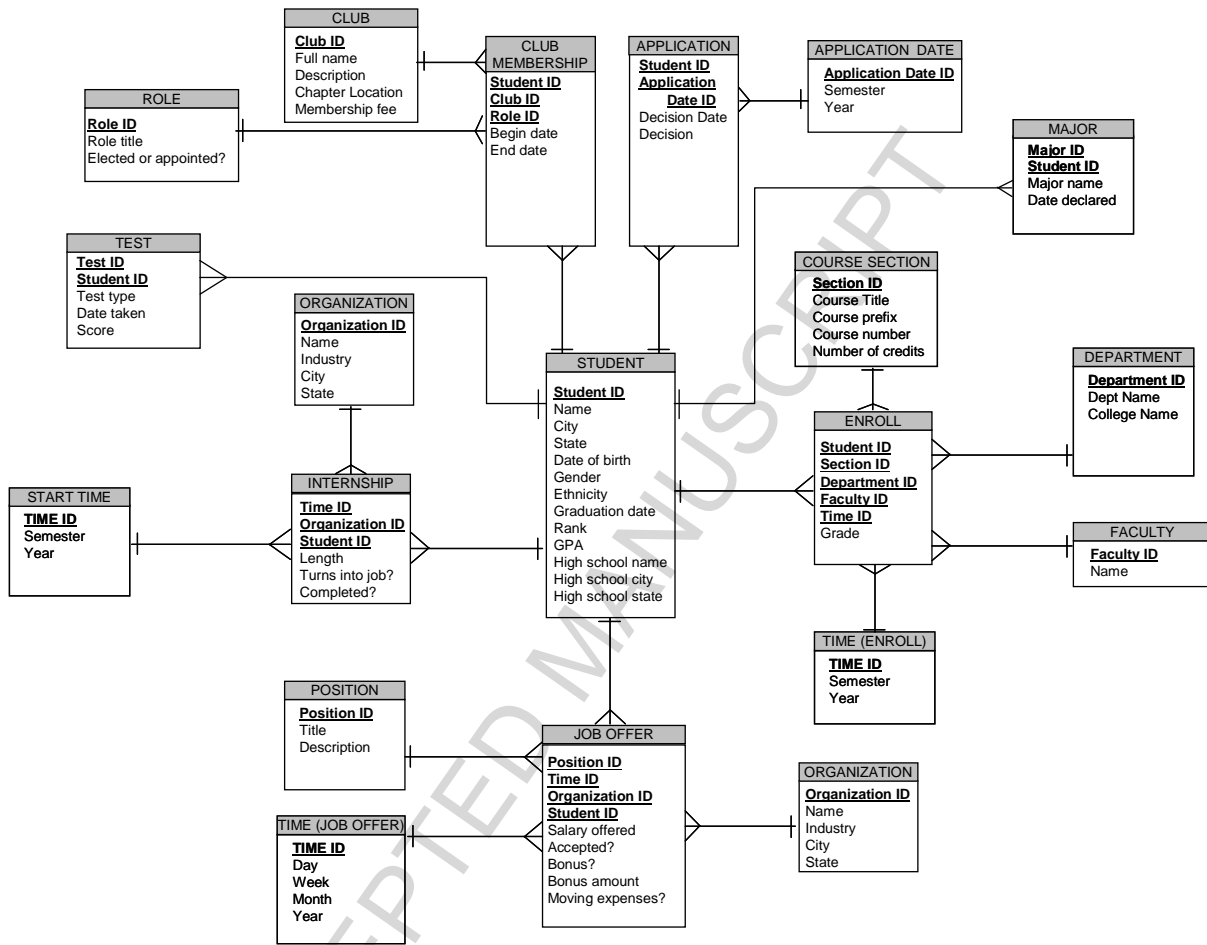 CLUB
Club ID
Full name
Description
Chapter Location
Membership fee
CLUB
MEMBERSHIP
Student ID
Club ID
Role ID
Begin date
End date
APPLICATION
Student ID
Application
Date ID
Decision Date
Decision
APPLICATION DATE
Application Date ID
Semester
Year
ROLE
Role ID
Role title
Elected or appointed?
MAJOR
Major ID
Student ID
Major name
Date declared
TEST
Test ID
Student ID
Test type
Date taken
Score
ORGANIZATION
Organization ID
Name
Industry
City
State
COURSE SECTION
Section ID
Course Title
Course prefix
Course number
Number of credits
STUDENT
Student ID
Name
City
State
Date of birth
Gender
Ethnicity
Graduation date
Rank
GPA
High school name
High school city
High school state
DEPARTMENT
Department ID
Dept Name
College Name
ENROLL
Student ID
Section ID
Department ID
Faculty ID
Time ID
Grade
START TIME
TIME ID
Semester
Year
INTERNSHIP
Time ID
Organization ID
Student ID
Length
Turns into job?
Completed?
FACULTY
Faculty ID
Name
TIME (ENROLL)
TIME ID
Semester
Year
POSITION
Position ID
Title
Description
JOB OFFER
Position ID
Time ID
Organization ID
Student ID
Salary offered
Accepted?
Bonus?
Bonus amount
Moving expenses?
ORGANIZATION
Organization ID
Name
Industry
City
State
TIME (JOB OFFER)
TIME ID
Day
Week
Month
Year
EPTED MANUSCRIPT